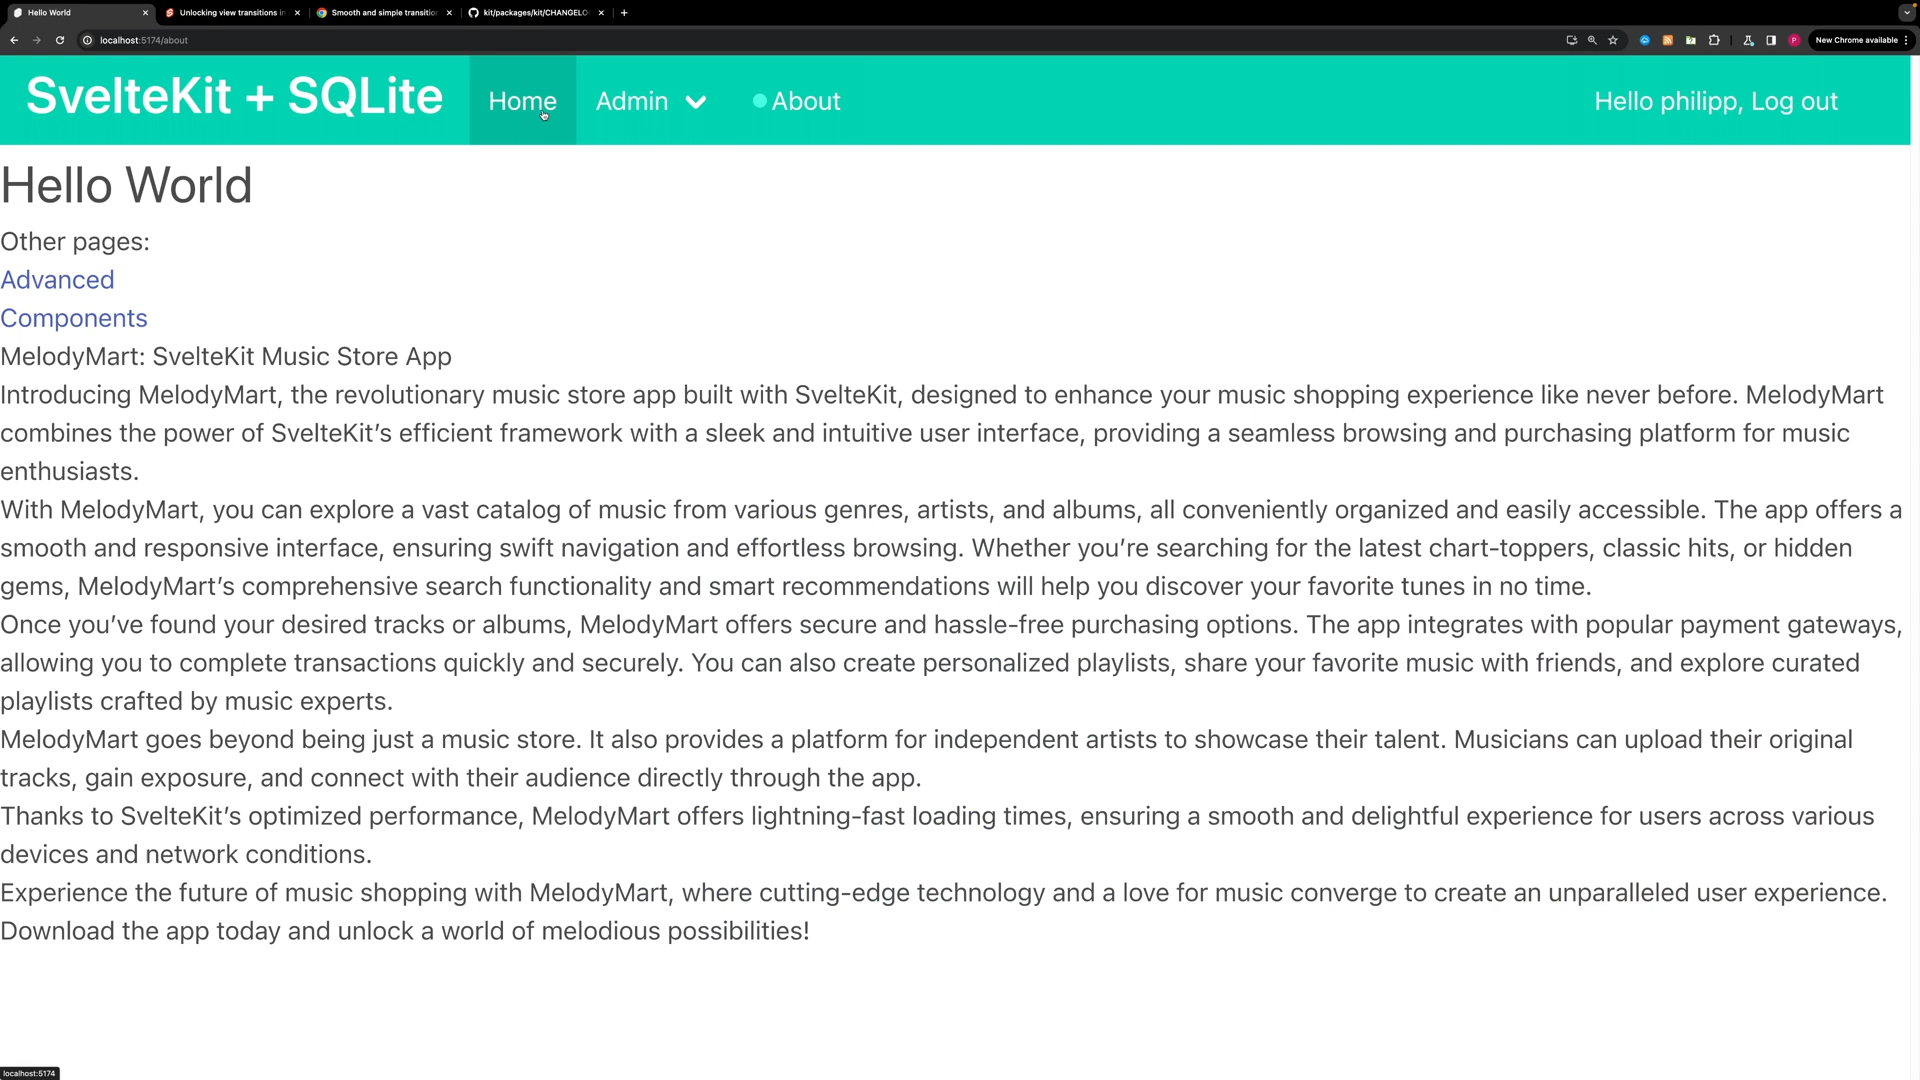 Hello World
Unlocking view transitions in
Smooth and simple transitio
kit/packages/kit/CHANGELO
localhost:5174/about
New Chrome available
SvelteKit + SQLite
Home
Admin
About
Hello philipp, Log out
Hello World
Other pages:
Advanced
Components
MelodyMart: SvelteKit Music Store App
Introducing MelodyMart, the revolutionary music store app built with SvelteKit, designed to enhance your music shopping experience like never before. MelodyMart
combines the power of SvelteKit’s efficient framework with a sleek and intuitive user interface, providing a seamless browsing and purchasing platform for music
enthusiasts.
With MelodyMart, you can explore a vast catalog of music from various genres, artists, and albums, all conveniently organized and easily accessible. The app offers a
smooth and responsive interface, ensuring swift navigation and effortless browsing. Whether you’re searching for the latest chart-toppers, classic hits, or hidden
gems, MelodyMart’s comprehensive search functionality and smart recommendations will help you discover your favorite tunes in no time.
Once you’ve found your desired tracks or albums, MelodyMart offers secure and hassle-free purchasing options. The app integrates with popular payment gateways,
allowing you to complete transactions quickly and securely. You can also create personalized playlists, share your favorite music with friends, and explore curated
playlists crafted by music experts.
MelodyMart goes beyond being just a music store. It also provides a platform for independent artists to showcase their talent. Musicians can upload their original
tracks, gain exposure, and connect with their audience directly through the app.
Thanks to SvelteKit’s optimized performance, MelodyMart offers lightning-fast loading times, ensuring a smooth and delightful experience for users across various
devices and network conditions.
Experience the future of music shopping with MelodyMart, where cutting-edge technology and a love for music converge to create an unparalleled user experience.
Download the app today and unlock a world of melodious possibilities!
localhost:5174